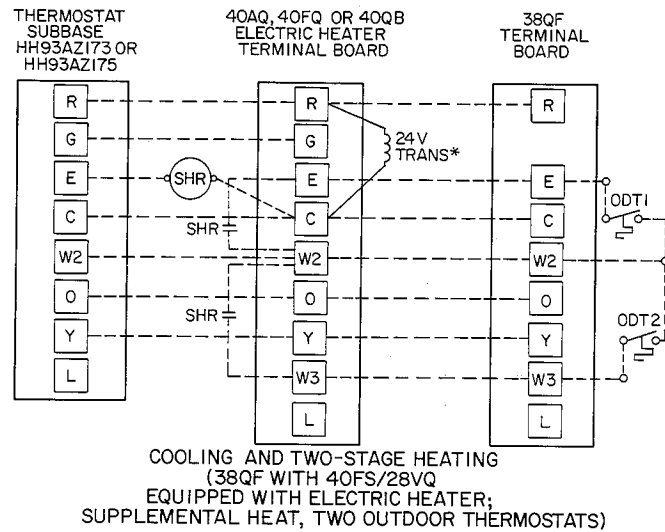 THERMOSTAT
SUBBASE
HH93AZ173 OR
HH93AZ175
40AQ, 40FQ OR 40QB
ELECTRIC HEATER
TERMINAL BOARD
38QF
TERMINAL
BOARD
R
G
E
C
W2
O
Y
L
SHR
SHR
SHR
R
G
E
C
W2
O
Y
W3
L
24V
TRANS*
R
E
C
W2
O
Y
W3
L
ODT1
ODT2
COOLING AND TWO-STAGE HEATING
(38QF WITH 40FS/28VQ
EQUIPPED WITH ELECTRIC HEATER;
SUPPLEMENTAL HEAT, TWO OUTDOOR THERMOSTATS)